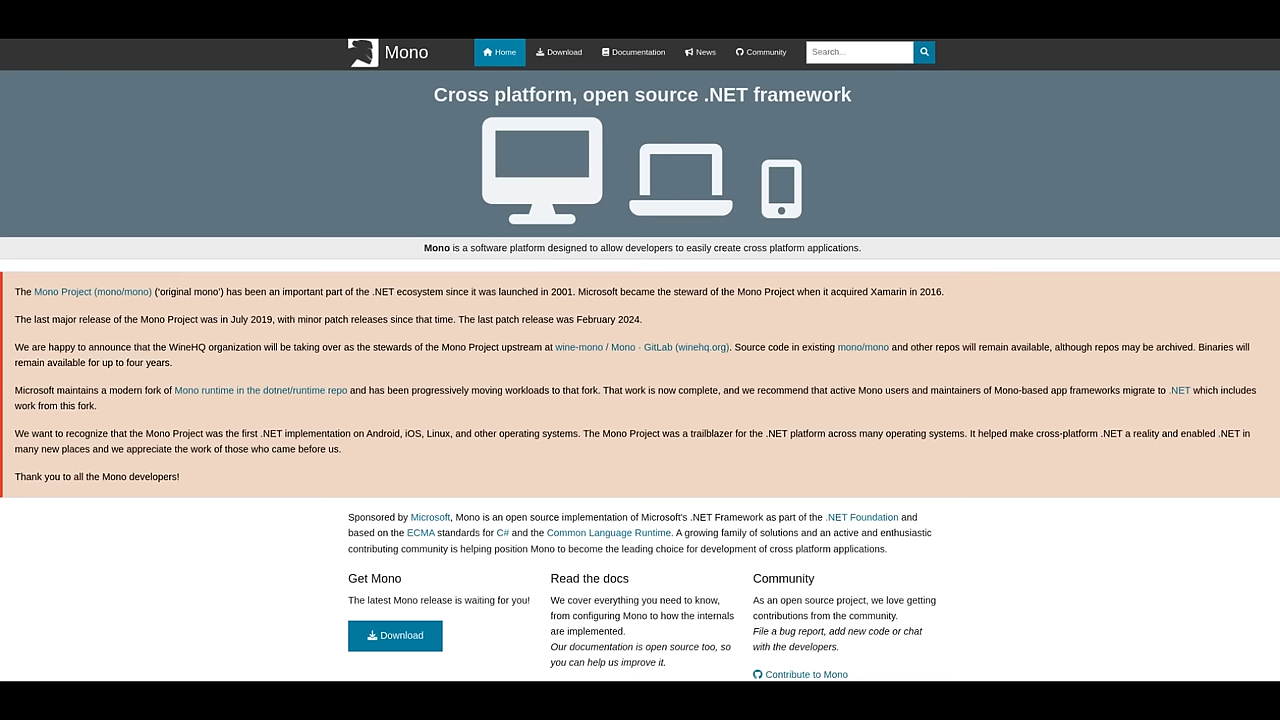 Mono
Home
Download
Documentation
News
Community
Search...
Cross platform, open source .NET framework
Mono is a software platform designed to allow developers to easily create cross platform applications.
The Mono Project (mono/mono) (‘original mono’) has been an important part of the .NET ecosystem since it was launched in 2001. Microsoft became the steward of the Mono Project when it acquired Xamarin in 2016.
The last major release of the Mono Project was in July 2019, with minor patch releases since that time. The last patch release was February 2024.
We are happy to announce that the WineHQ organization will be taking over as the stewards of the Mono Project upstream at wine-mono / Mono · GitLab (winehq.org). Source code in existing mono/mono and other repos will remain available, although repos may be archived. Binaries will
remain available for up to four years.
Microsoft maintains a modern fork of Mono runtime in the dotnet/runtime repo and has been progressively moving workloads to that fork. That work is now complete, and we recommend that active Mono users and maintainers of Mono-based app frameworks migrate to .NET which includes
work from this fork.
We want to recognize that the Mono Project was the first .NET implementation on Android, iOS, Linux, and other operating systems. The Mono Project was a trailblazer for the .NET platform across many operating systems. It helped make cross-platform .NET a reality and enabled .NET in
many new places and we appreciate the work of those who came before us.
Thank you to all the Mono developers!
Sponsored by Microsoft, Mono is an open source implementation of Microsoft's .NET Framework as part of the .NET Foundation and
based on the ECMA standards for C# and the Common Language Runtime. A growing family of solutions and an active and enthusiastic
contributing community is helping position Mono to become the leading choice for development of cross platform applications.
Get Mono
The latest Mono release is waiting for you!
Download
Read the docs
We cover everything you need to know,
from configuring Mono to how the internals
are implemented.
Our documentation is open source too, so
you can help us improve it.
Community
As an open source project, we love getting
contributions from the community.
File a bug report, add new code or chat
with the developers.
Contribute to Mono